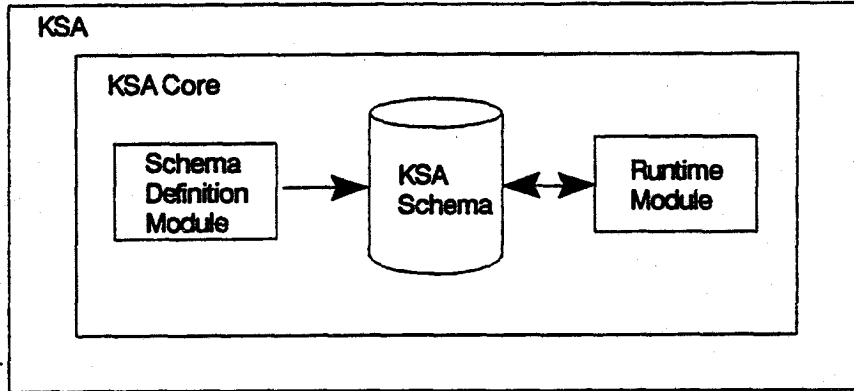 KSA
KSA Core
Schema
Definition
Module
KSA
Schema
Runtime
Module